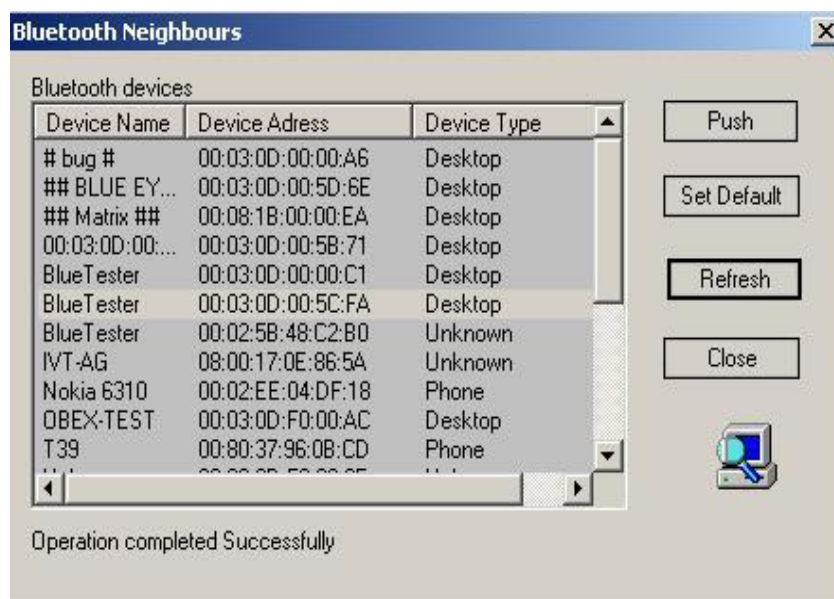 Bluetooth Neighbours
Bluetooth devices
Device Name Device Adress Device Type
# bug # 00:03:0D:00:00:A6 Desktop
## BLUE EY... 00:03:0D:00:5D:6E Desktop
## Matrix ## 00:08:1B:00:00:EA Desktop
00:03:0D:00:... 00:03:0D:00:5B:71 Desktop
BlueTester 00:03:0D:00:00:C1 Desktop
BlueTester 00:03:0D:00:5C:FA Desktop
BlueTester 00:02:5B:48:C2:B0 Unknown
IVT-AG 08:00:17:0E:86:5A Unknown
Nokia 6310 00:02:EE:04:DF:18 Phone
OBEX-TEST 00:03:0D:F0:00:AC Desktop
T39 00:80:37:96:0B:CD Phone
Push
Set Default
Refresh
Close
Operation completed Successfully